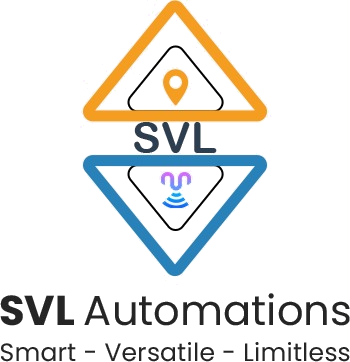 SVL
SVL Automations
Smart - Versatile - Limitless